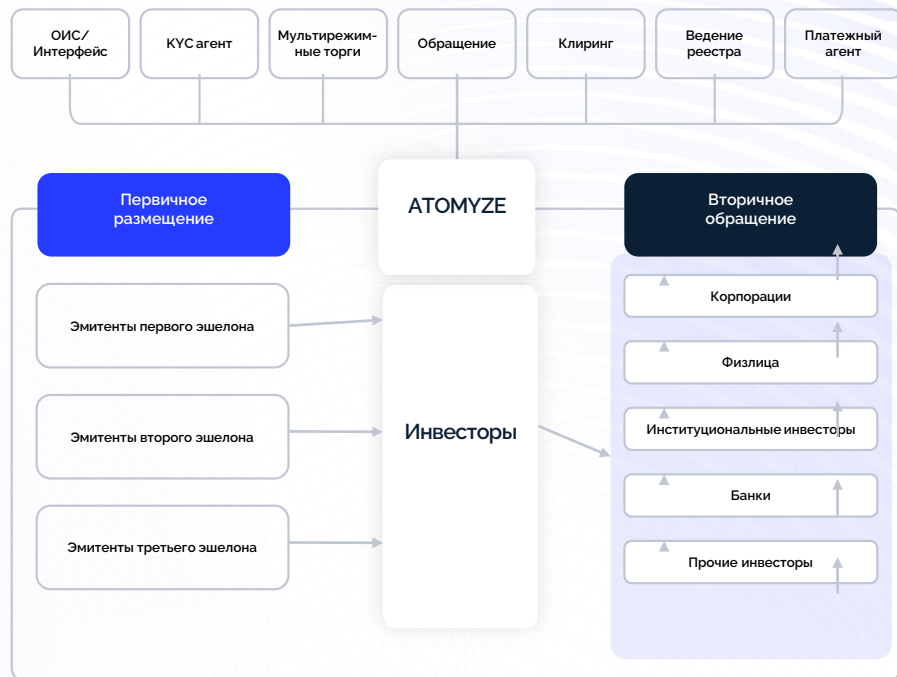 ОИС/
Интерфейс
KYC агент
Мультирежим-
ные торги
Обращение
Клиринг
Ведение
реестра
Платежный
агент
Первичное
размещение
ATOMYZE
Вторичное
обращение
Эмитенты первого эшелона
Эмитенты второго эшелона
Эмитенты третьего эшелона
Инвесторы
Корпорации
Физлица
Институциональные инвесторы
Банки
Прочие инвесторы